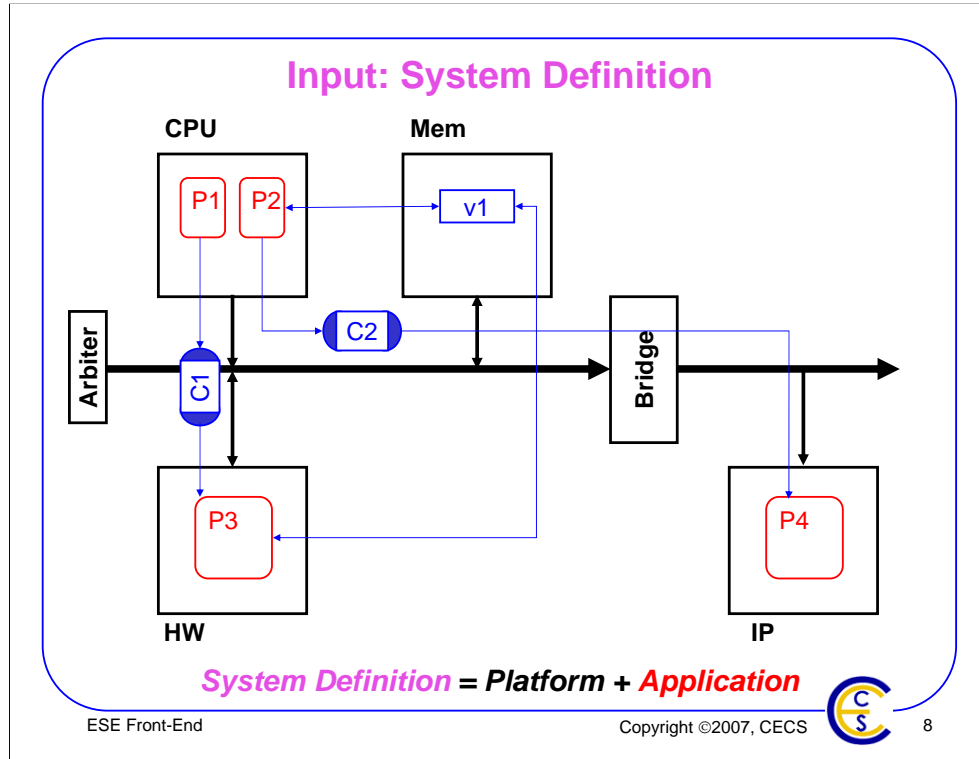 Input: System Definition
CPU
Mem
P1
P2
v1
C2
Arbiter
C1
Bridge
P3
P4
HW
IP
System Definition = Platform + Application
ESE Front-End
Copyright ©2007, CECS
C
E
S
8